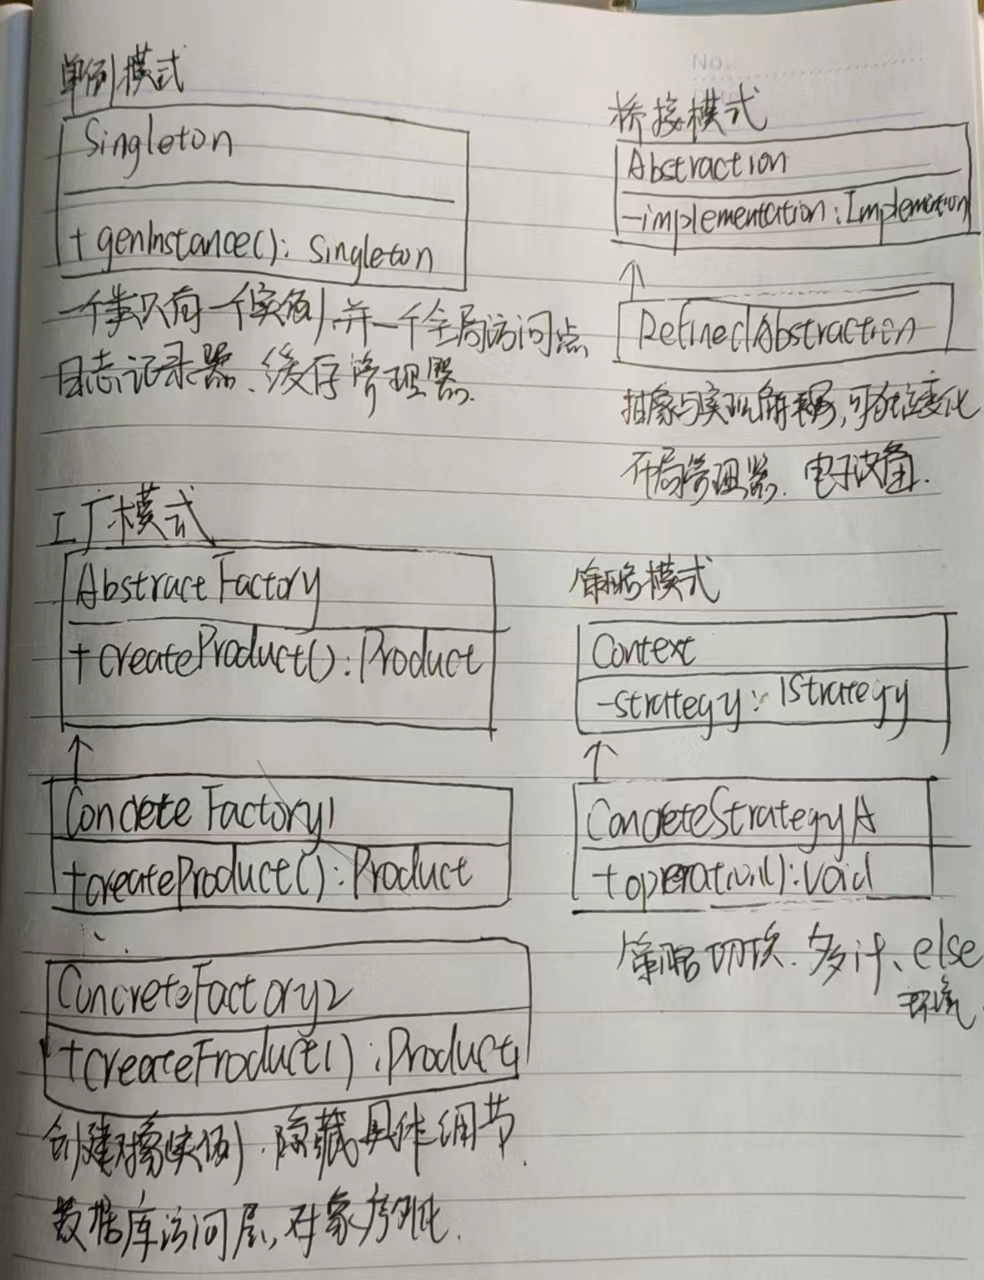 单例模式
Singleton
+ genInstance(): Singleton
一个类只有一个实例,并一个全局访问点
日志记录器、缓存管理器.
工厂模式
AbstractFactory
+createProduct():Product
Concrete Factory1
+createProduct():Product
ConcreteFactory2
+createProduct():Product
创建对象实例,隐藏具体细节.
数据库访问层,对象序列化.
桥接模式
Abstraction
-implementation:Implemention
RefinedAbstraction
抽象与实现解耦,可独立变化
布局管理器. 电子设备.
策略模式
Context
-strategy: IStrategy
ConcreteStrategyA
+operation():void
策略切换. 多if、else
环境